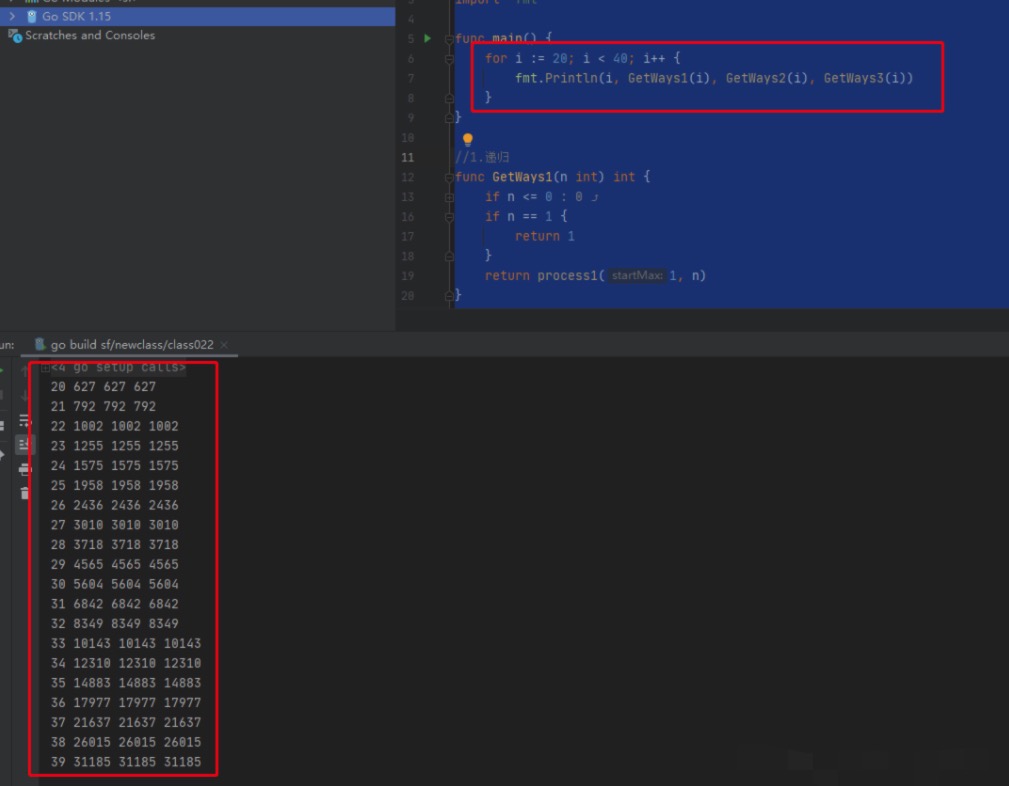 Go SDK 1.15
Scratches and Consoles
3
4
5 func main() {
6 for i := 20; i < 40; i++ {
7 fmt.Println(i, GetWays1(i), GetWays2(i), GetWays3(i))
8 }
9 }
10
11 //1.递归
12 func GetWays1(n int) int {
13 if n <= 0 : 0
16 if n == 1 {
17 return 1
18 }
19 return process1( startMax: 1, n)
20 }
un: go build sf/newclass/class022 ×
<4 go setup calls>
20 627 627 627
21 792 792 792
22 1002 1002 1002
23 1255 1255 1255
24 1575 1575 1575
25 1958 1958 1958
26 2436 2436 2436
27 3010 3010 3010
28 3718 3718 3718
29 4565 4565 4565
30 5604 5604 5604
31 6842 6842 6842
32 8349 8349 8349
33 10143 10143 10143
34 12310 12310 12310
35 14883 14883 14883
36 17977 17977 17977
37 21637 21637 21637
38 26015 26015 26015
39 31185 31185 31185